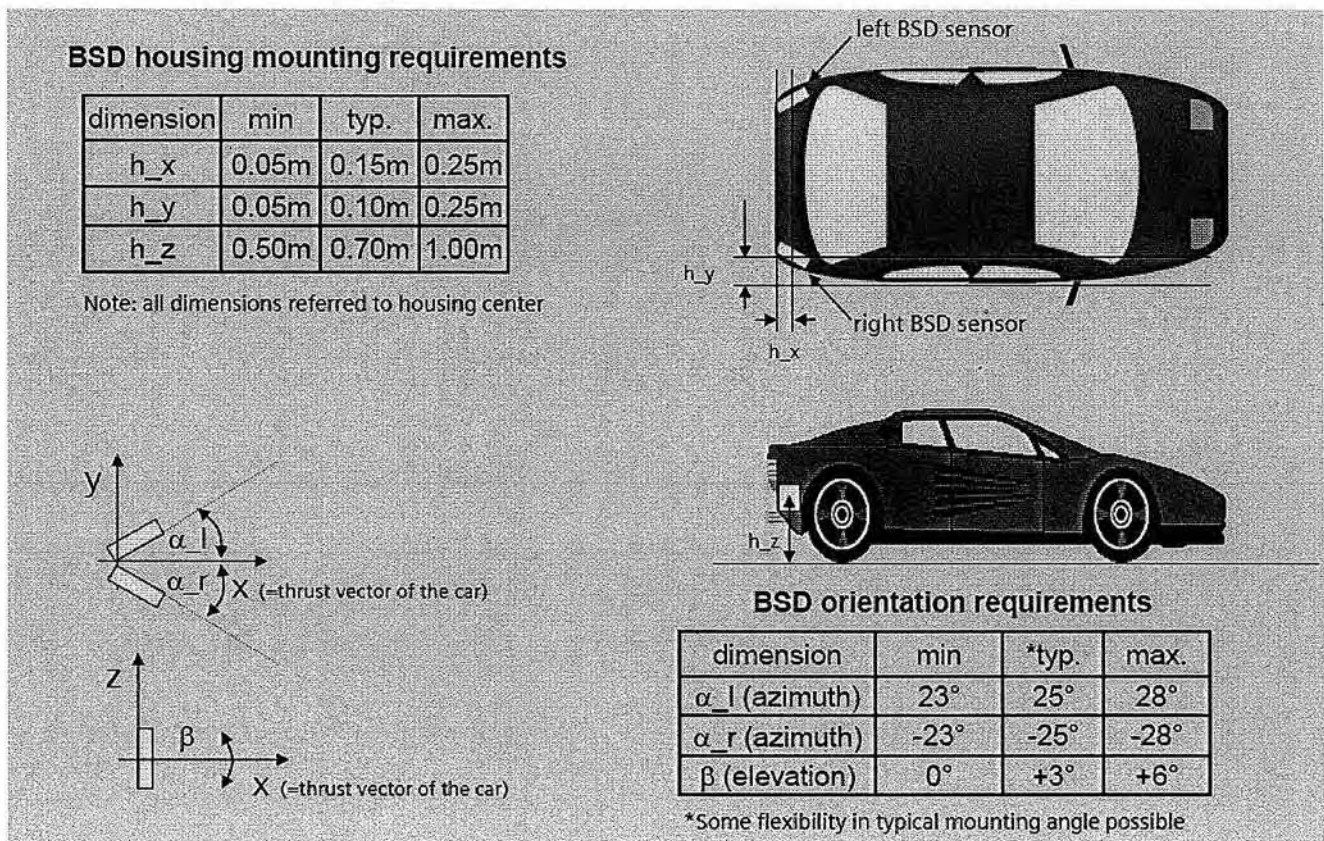 BSD housing mounting requirements
dimension min typ. max.
h_x 0.05m 0.15m 0.25m
h_y 0.05m 0.10m 0.25m
h_z 0.50m 0.70m 1.00m
Note: all dimensions referred to housing center
left BSD sensor
h_y
right BSD sensor
h_x
h_z
y
α_l
α_r
X (=thrust vector of the car)
z
β
X (=thrust vector of the car)
BSD orientation requirements
dimension min *typ. max.
α_l (azimuth) 23° 25° 28°
α_r (azimuth) -23° -25° -28°
β (elevation) 0° +3° +6°
*Some flexibility in typical mounting angle possible